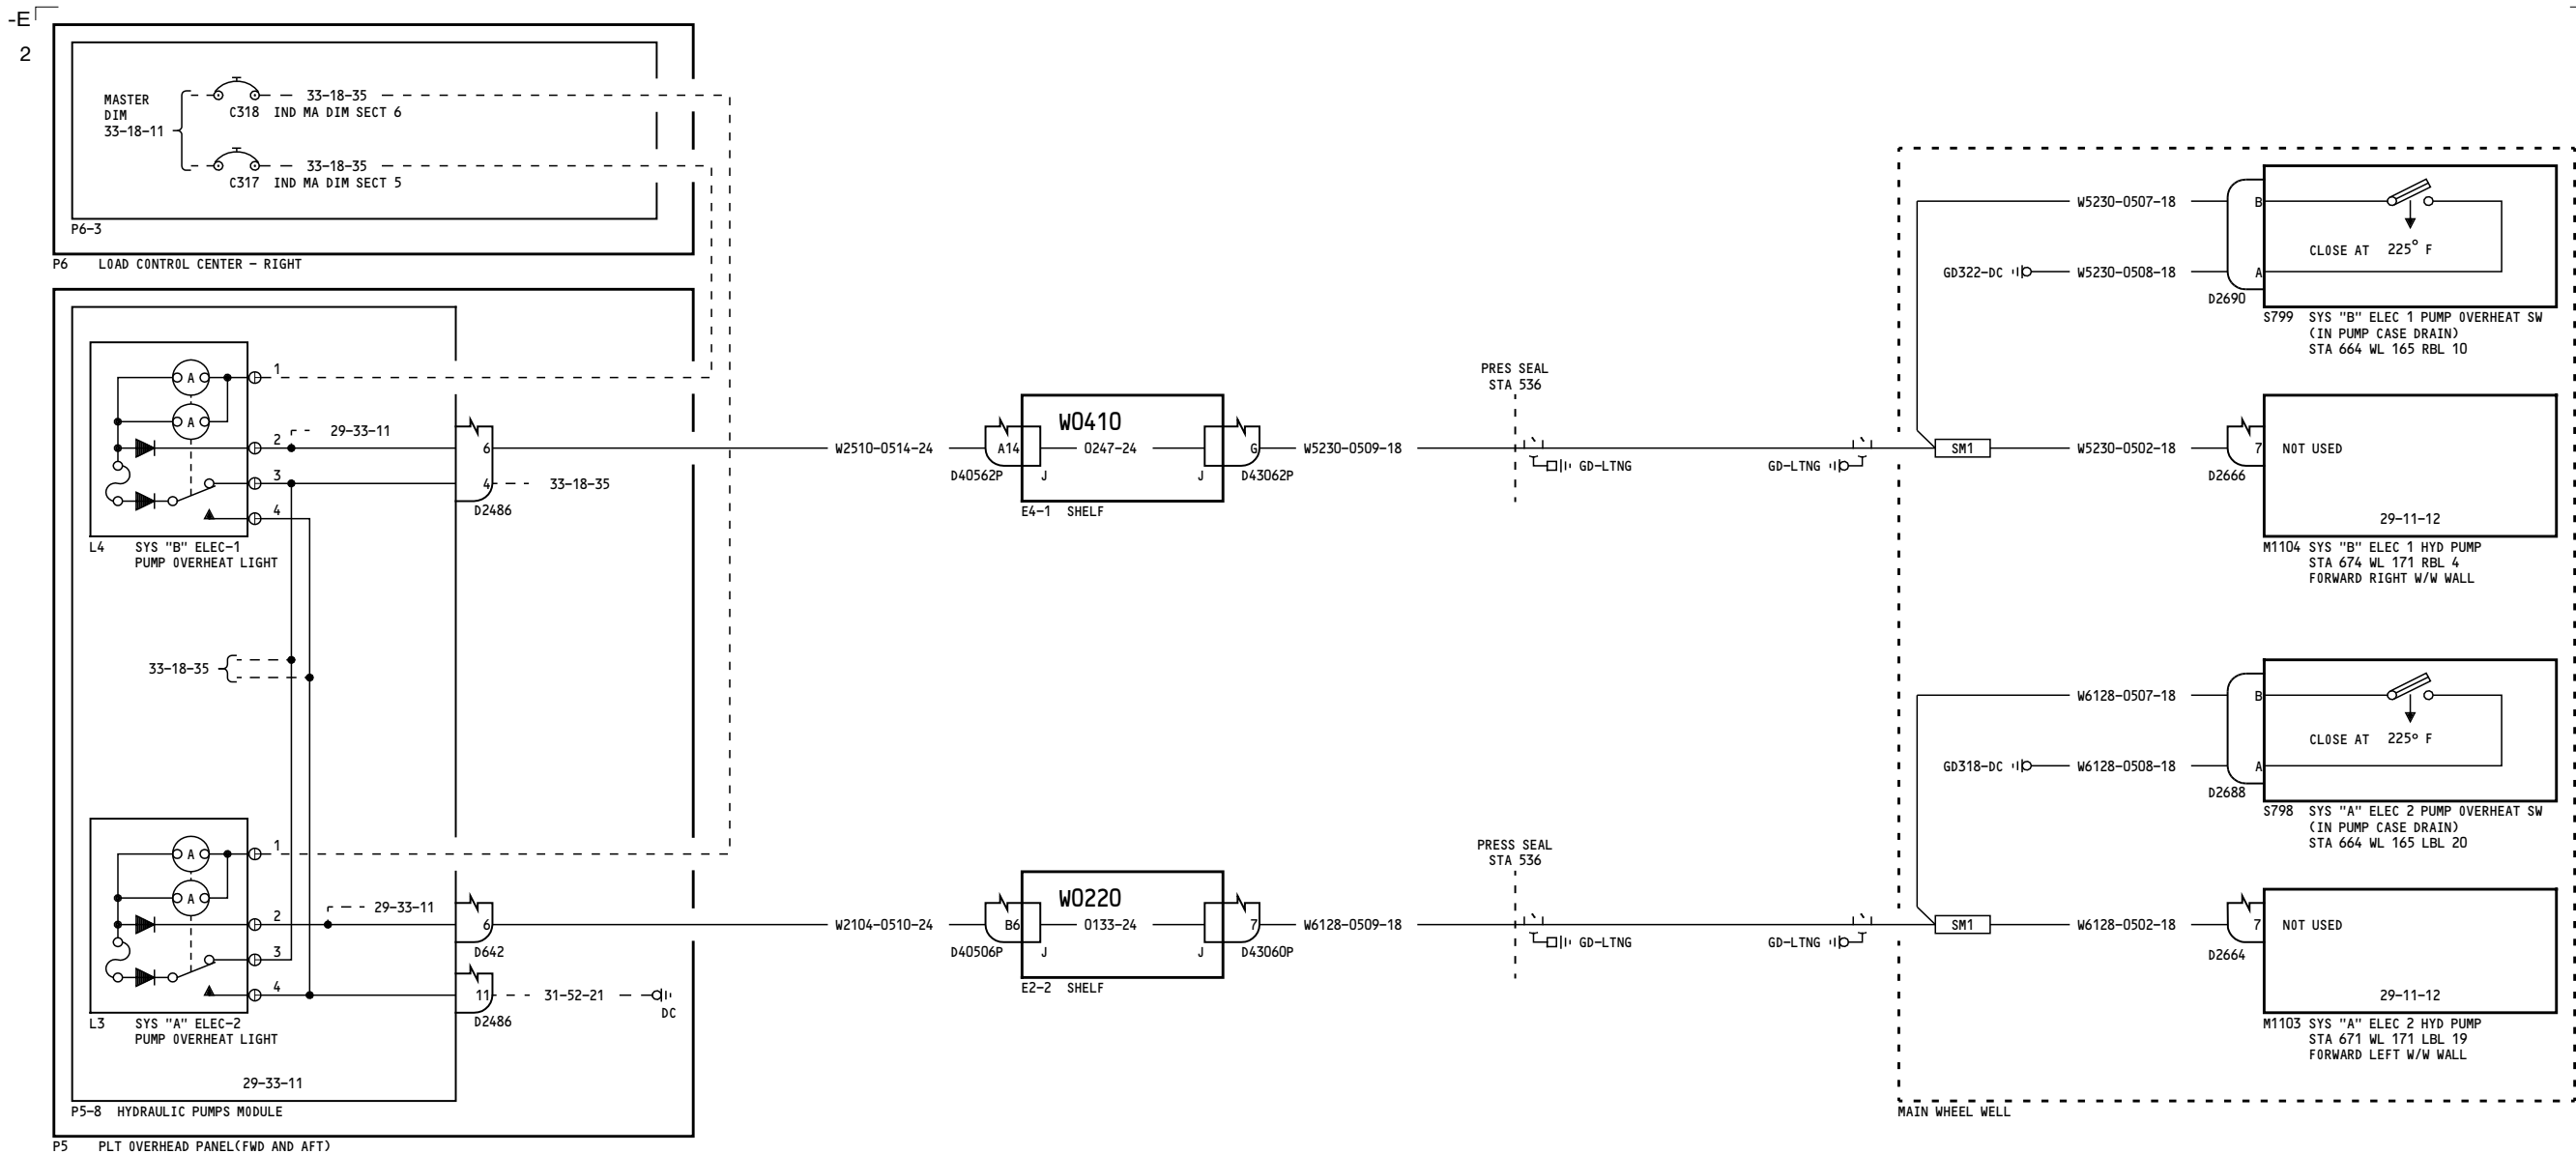 -E
2
MASTER
DIM
33-18-11
33-18-35
C318 IND MA DIM SECT 6
33-18-35
C317 IND MA DIM SECT 5
P6-3
P6 LOAD CONTROL CENTER - RIGHT
1
A
A
2
29-33-11
3
4
6
4
33-18-35
D2486
L4 SYS "B" ELEC-1
PUMP OVERHEAT LIGHT
33-18-35
1
A
A
2
29-33-11
3
4
6
D642
11
31-52-21
DC
D2486
L3 SYS "A" ELEC-2
PUMP OVERHEAT LIGHT
29-33-11
P5-8 HYDRAULIC PUMPS MODULE
P5 PLT OVERHEAD PANEL(FWD AND AFT)
W2510-0514-24
A14
D40562P
W0410
0247-24
J
J
G
D43062P
E4-1 SHELF
W5230-0509-18
PRES SEAL
STA 536
GD-LTNG
GD-LTNG
SM1
W5230-0507-18
B
GD322-DC
W5230-0508-18
A
D2690
CLOSE AT 225° F
S799 SYS "B" ELEC 1 PUMP OVERHEAT SW
(IN PUMP CASE DRAIN)
STA 664 WL 165 RBL 10
W5230-0502-18
7
D2666
NOT USED
29-11-12
M1104 SYS "B" ELEC 1 HYD PUMP
STA 674 WL 171 RBL 4
FORWARD RIGHT W/W WALL
W2104-0510-24
B6
D40506P
W0220
0133-24
J
J
7
D43060P
E2-2 SHELF
W6128-0509-18
PRESS SEAL
STA 536
GD-LTNG
GD-LTNG
SM1
W6128-0507-18
B
GD318-DC
W6128-0508-18
A
D2688
CLOSE AT 225° F
S798 SYS "A" ELEC 2 PUMP OVERHEAT SW
(IN PUMP CASE DRAIN)
STA 664 WL 165 LBL 20
W6128-0502-18
7
D2664
NOT USED
29-11-12
M1103 SYS "A" ELEC 2 HYD PUMP
STA 671 WL 171 LBL 19
FORWARD LEFT W/W WALL
MAIN WHEEL WELL